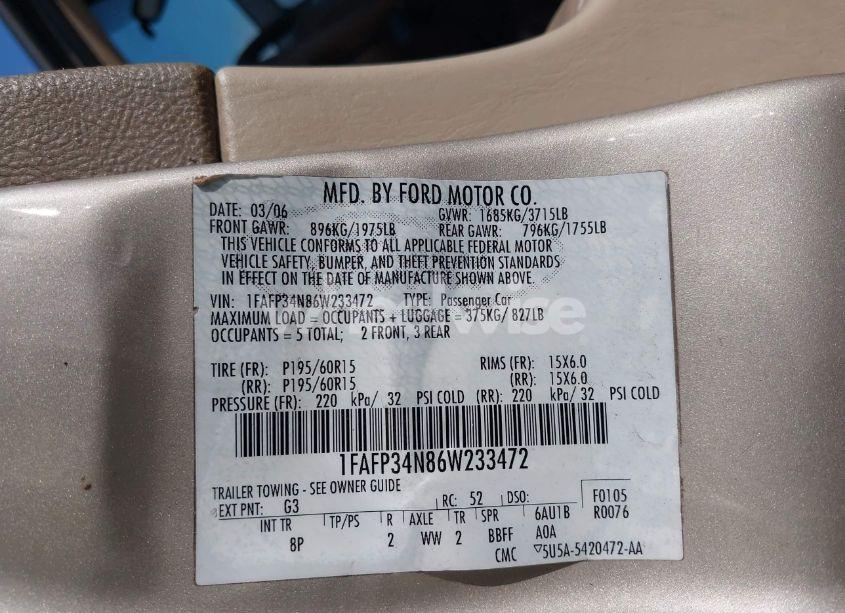 MFD. BY FORD MOTOR CO.
DATE: 03/06 GVWR: 1685KG/3715LB
FRONT GAWR: 896KG/1975LB REAR GAWR: 796KG/1755LB
THIS VEHICLE CONFORMS TO ALL APPLICABLE FEDERAL MOTOR
VEHICLE SAFETY, BUMPER, AND THEFT PREVENTION STANDARDS
IN EFFECT ON THE DATE OF MANUFACTURE SHOWN ABOVE.
VIN: 1FAFP34N86W233472 TYPE: Passenger Car
MAXIMUM LOAD = OCCUPANTS + LUGGAGE = 375KG/ 827LB
OCCUPANTS = 5 TOTAL; 2 FRONT, 3 REAR
TIRE (FR): P195/60R15 RIMS (FR): 15X6.0
(RR): P195/60R15 (RR): 15X6.0
PRESSURE (FR): 220 kPa/ 32 PSI COLD (RR): 220 kPa/ 32 PSI COLD
1FAFP34N86W233472
TRAILER TOWING - SEE OWNER GUIDE
EXT PNT: G3 RC: 52 DSO: F0105
INT TR TP/PS R AXLE TR SPR 6AU1B R0076
8P 2 WW 2 BBFF AOA
CMC ▽5U5A-5420472-AA